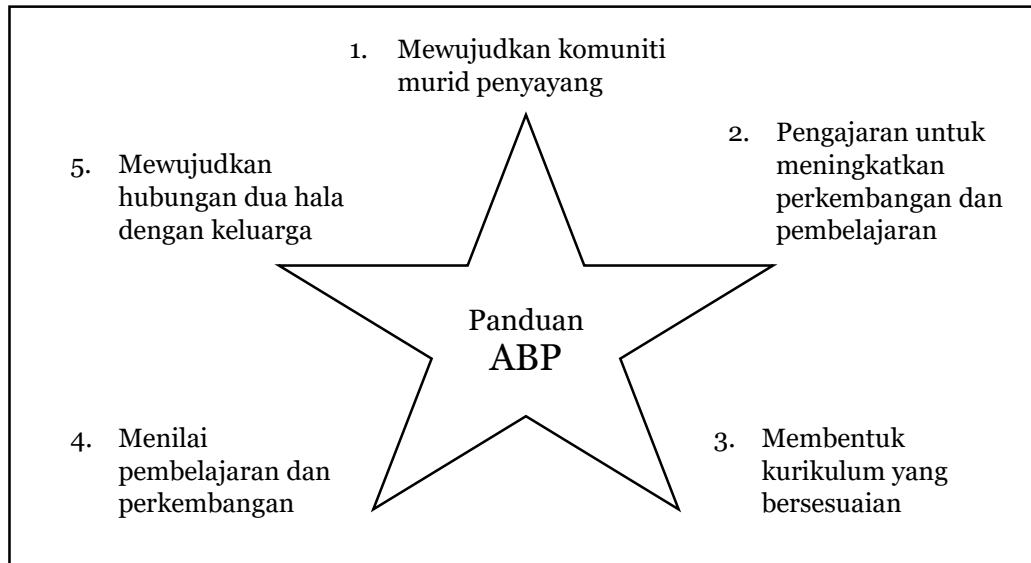 1. Mewujudkan komuniti
murid penyayang
2. Pengajaran untuk
meningkatkan
perkembangan dan
pembelajaran
3. Membentuk
kurikulum yang
bersesuaian
4. Menilai
pembelajaran dan
perkembangan
5. Mewujudkan
hubungan dua hala
dengan keluarga
Panduan
ABP